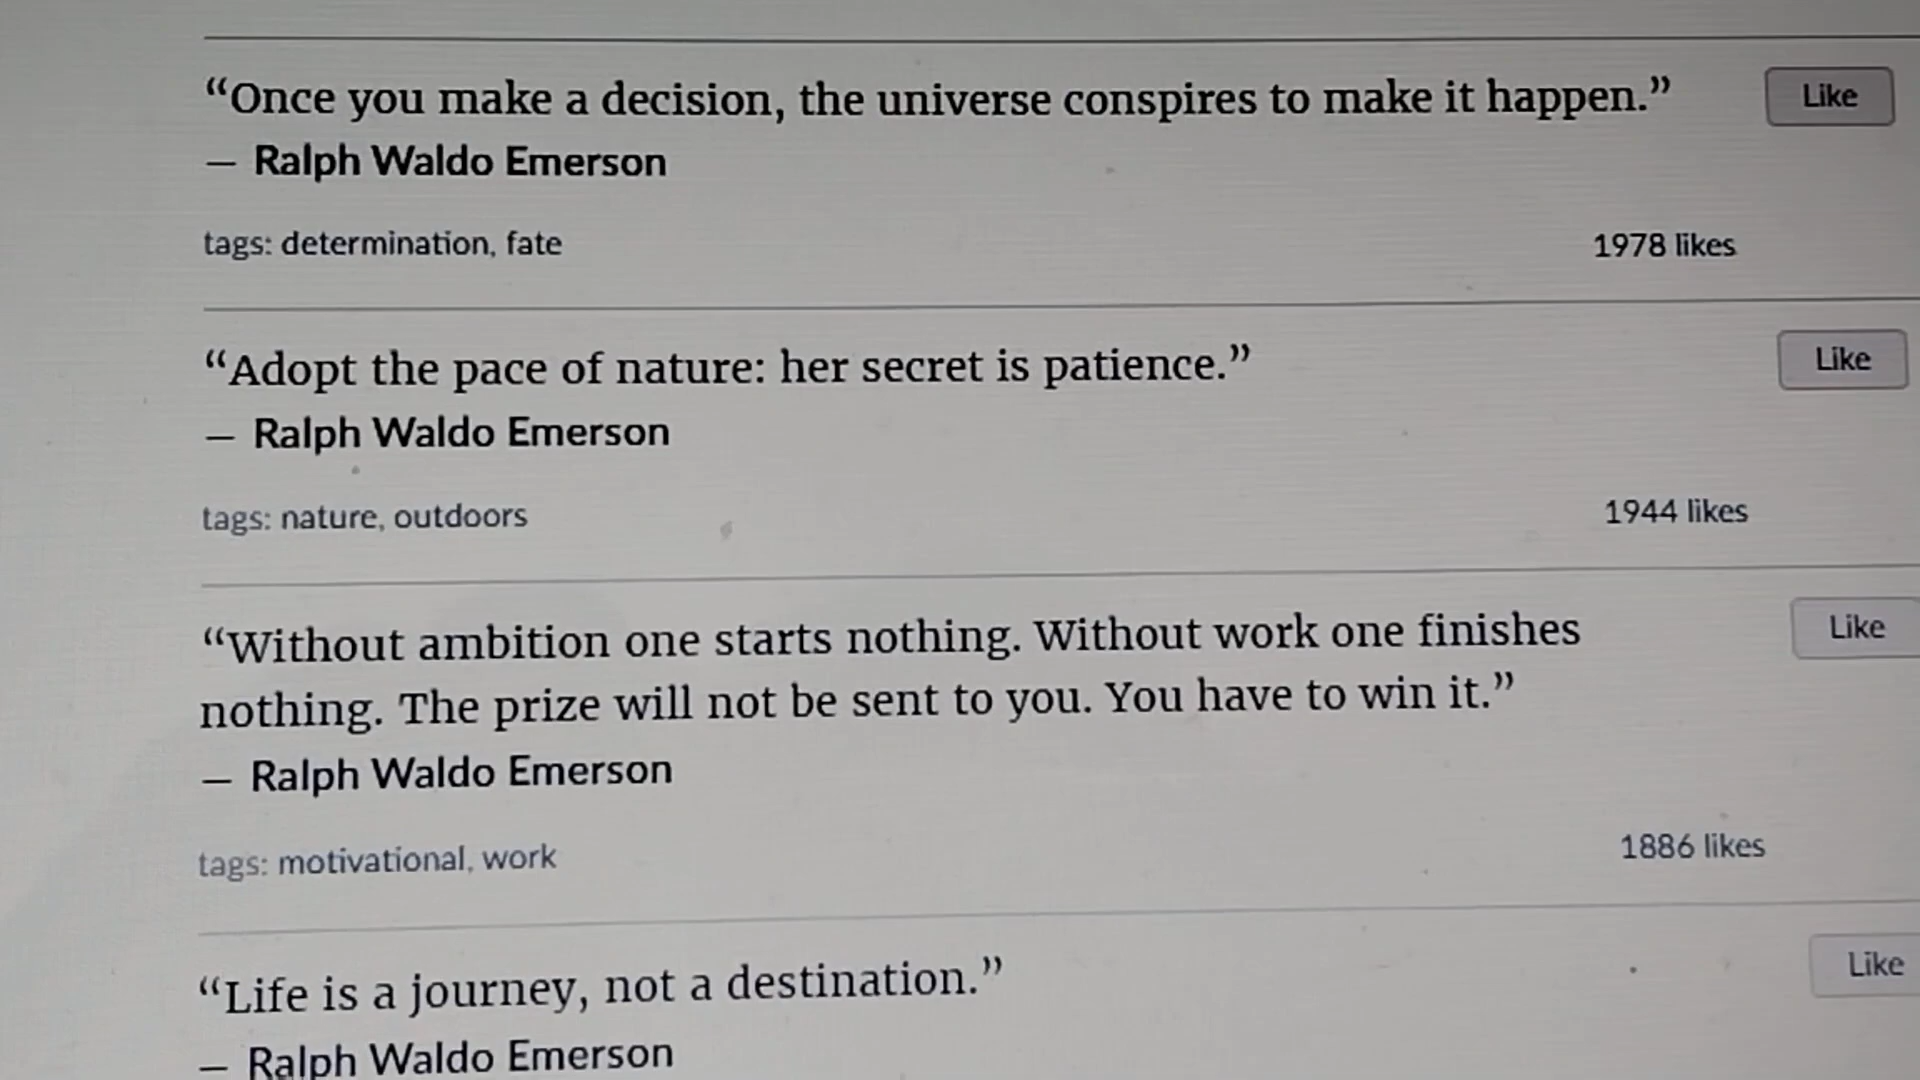 “Once you make a decision, the universe conspires to make it happen.” Like
— Ralph Waldo Emerson
tags: determination, fate 1978 likes
“Adopt the pace of nature: her secret is patience.” Like
— Ralph Waldo Emerson
tags: nature, outdoors 1944 likes
“Without ambition one starts nothing. Without work one finishes Like
nothing. The prize will not be sent to you. You have to win it.”
— Ralph Waldo Emerson
tags: motivational, work 1886 likes
“Life is a journey, not a destination.” Like
— Ralph Waldo Emerson